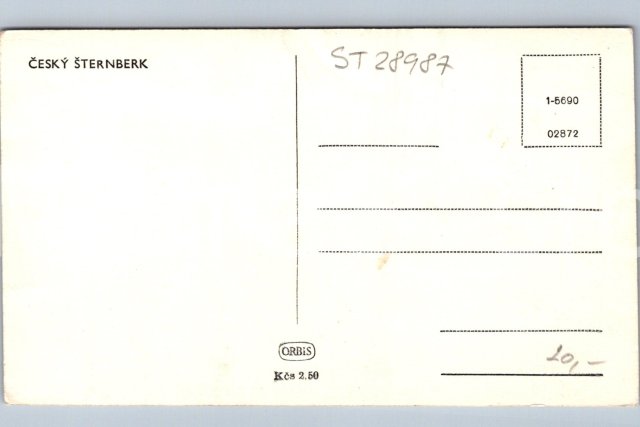 ČESKÝ ŠTERNBERK
ST 28987
1-5690
02872
ORBIS
Kčs 2.50
20,-